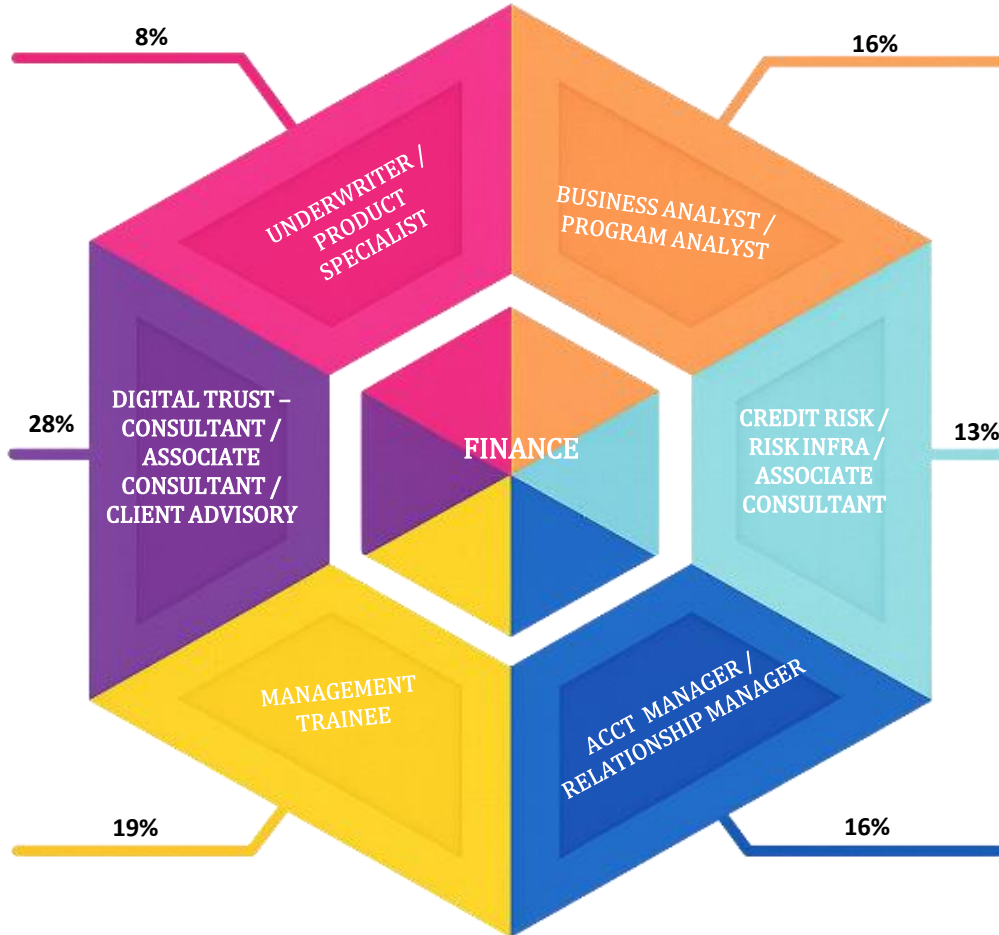 8%
16%
UNDERWRITER /
PRODUCT
SPECIALIST
BUSINESS ANALYST /
PROGRAM ANALYST
28%
DIGITAL TRUST –
CONSULTANT /
ASSOCIATE
CONSULTANT /
CLIENT ADVISORY
FINANCE
CREDIT RISK /
RISK INFRA /
ASSOCIATE
CONSULTANT
13%
MANAGEMENT
TRAINEE
ACCT MANAGER /
RELATIONSHIP MANAGER
19%
16%